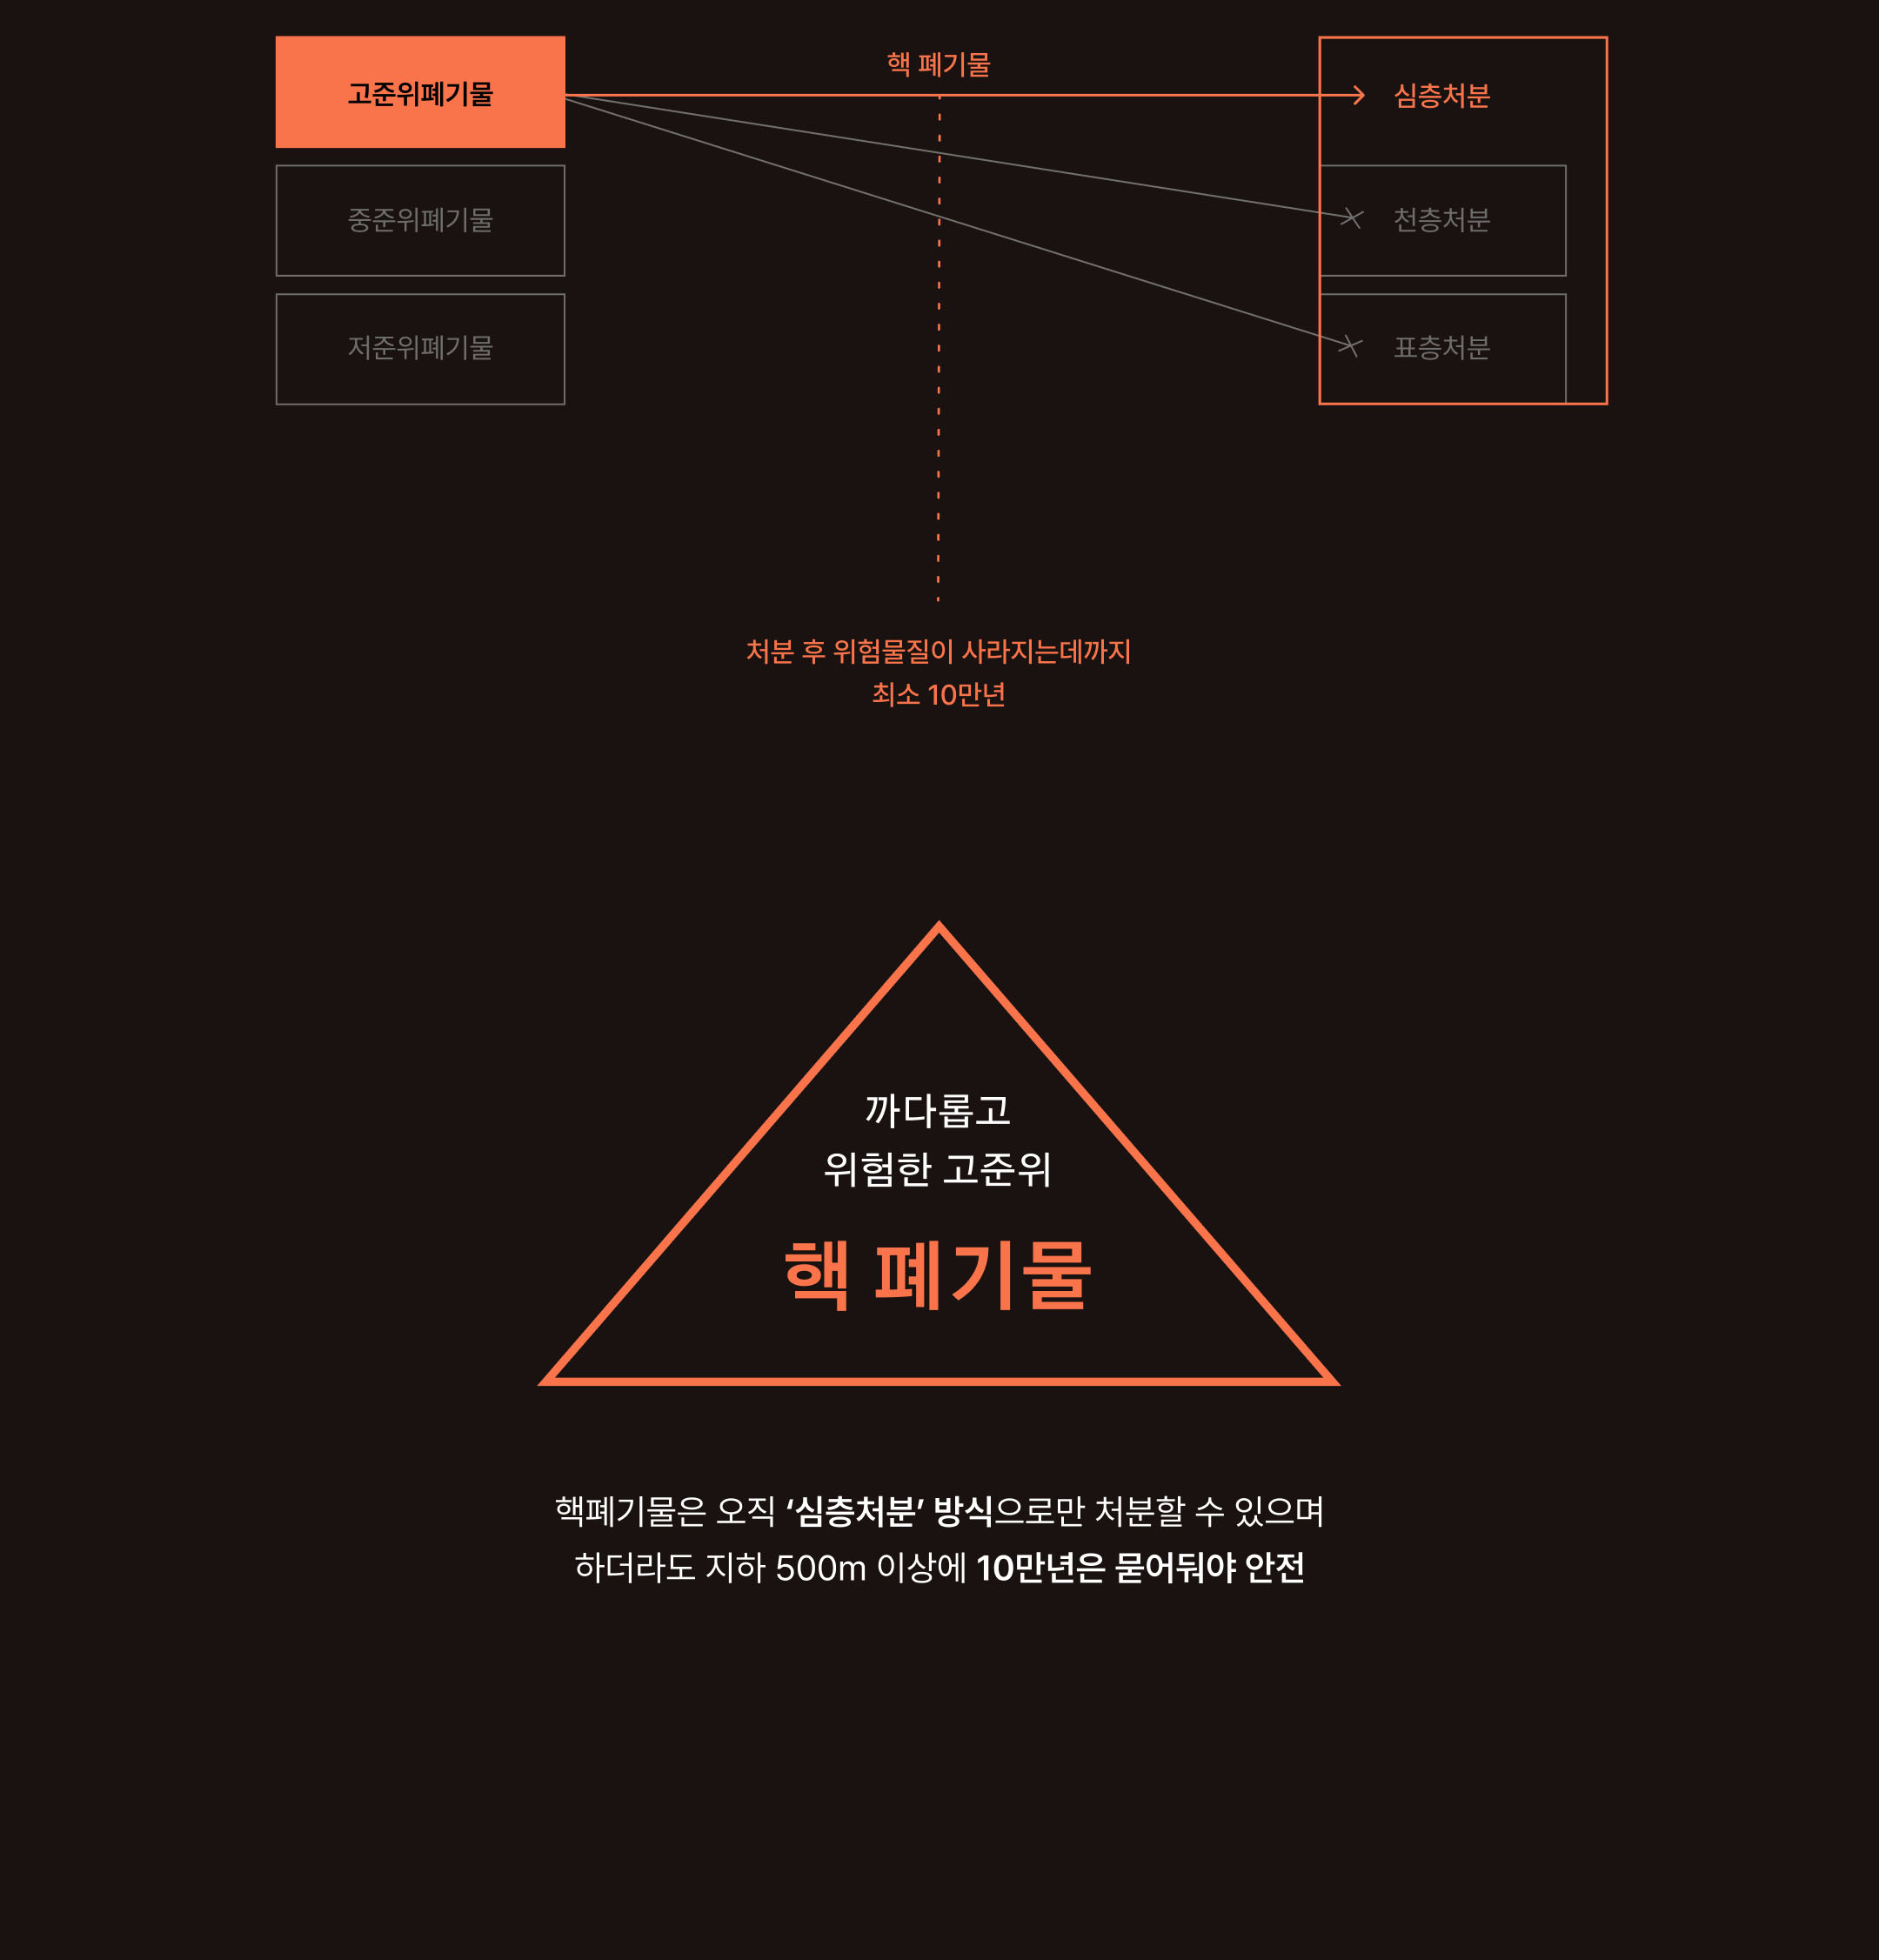 핵 폐기물
고준위폐기물
심층처분
중준위폐기물
천층처분
저준위폐기물
표층처분
처분 후 위험물질이 사라지는데까지
최소 10만년
까다롭고
위험한 고준위
핵 폐기물
핵폐기물은 오직 ‘심층처분’ 방식으로만 처분할 수 있으며
하더라도 지하 500m 이상에 10만년은 묻어둬야 안전